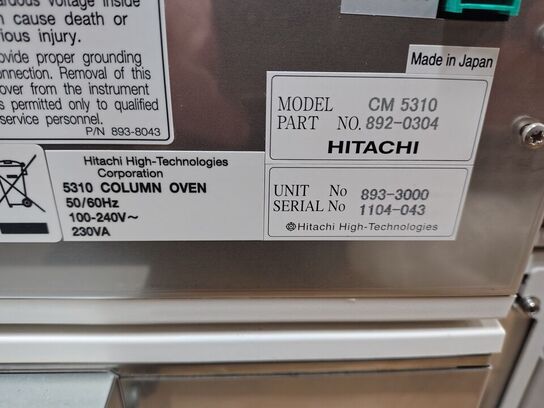 ardous voltage inside
n cause death or
ious injury.
ovide proper grounding
onnection. Removal of this
over from the instrument
s permitted only to qualified
service personnel.
P/N 893-8043
Made in Japan
MODEL CM 5310
PART NO. 892-0304
HITACHI
Hitachi High-Technologies
Corporation
5310 COLUMN OVEN
50/60Hz
100-240V~
230VA
UNIT No 893-3000
SERIAL No 1104-043
Hitachi High-Technologies